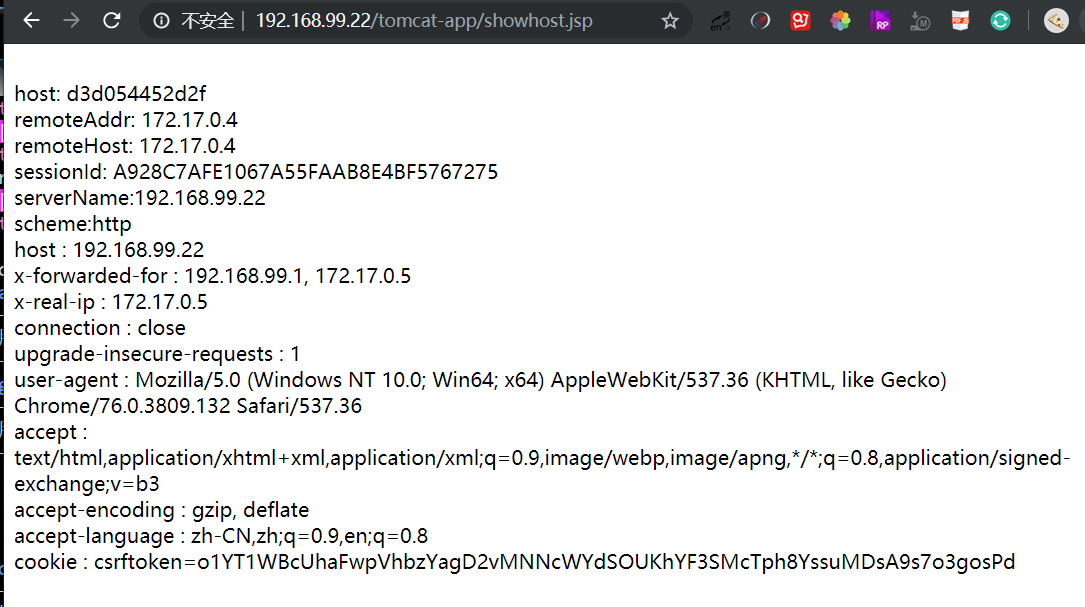 不安全 192.168.99.22/tomcat-app/showhost.jsp
host: d3d054452d2f
remoteAddr: 172.17.0.4
remoteHost: 172.17.0.4
sessionId: A928C7AFE1067A55FAAB8E4BF5767275
serverName:192.168.99.22
scheme:http
host : 192.168.99.22
x-forwarded-for : 192.168.99.1, 172.17.0.5
x-real-ip : 172.17.0.5
connection : close
upgrade-insecure-requests : 1
user-agent : Mozilla/5.0 (Windows NT 10.0; Win64; x64) AppleWebKit/537.36 (KHTML, like Gecko)
Chrome/76.0.3809.132 Safari/537.36
accept :
text/html,application/xhtml+xml,application/xml;q=0.9,image/webp,image/apng,*/*;q=0.8,application/signed-
exchange;v=b3
accept-encoding : gzip, deflate
accept-language : zh-CN,zh;q=0.9,en;q=0.8
cookie : csrftoken=o1YT1WBcUhaFwpVhbzYagD2vMNNcWYdSOUKhYF3SMcTph8YssuMDsA9s7o3gosPd